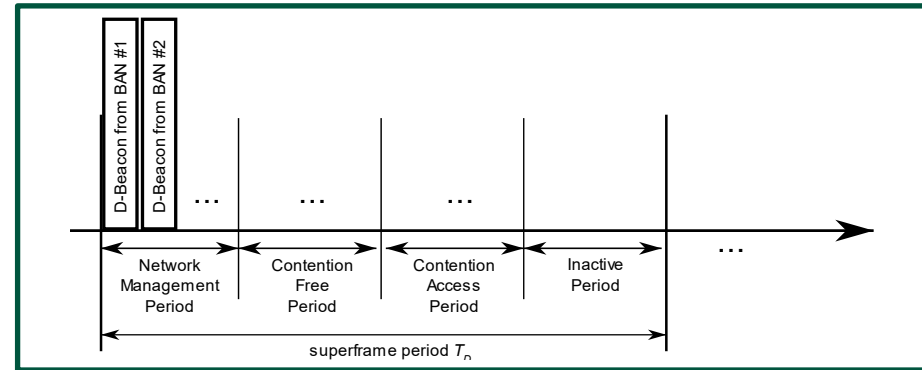 D-Beacon from BAN #1
D-Beacon from BAN #2
...
...
...
...
Network
Management
Period
Contention
Free
Period
Contention
Access
Period
Inactive
Period
superframe period T_D